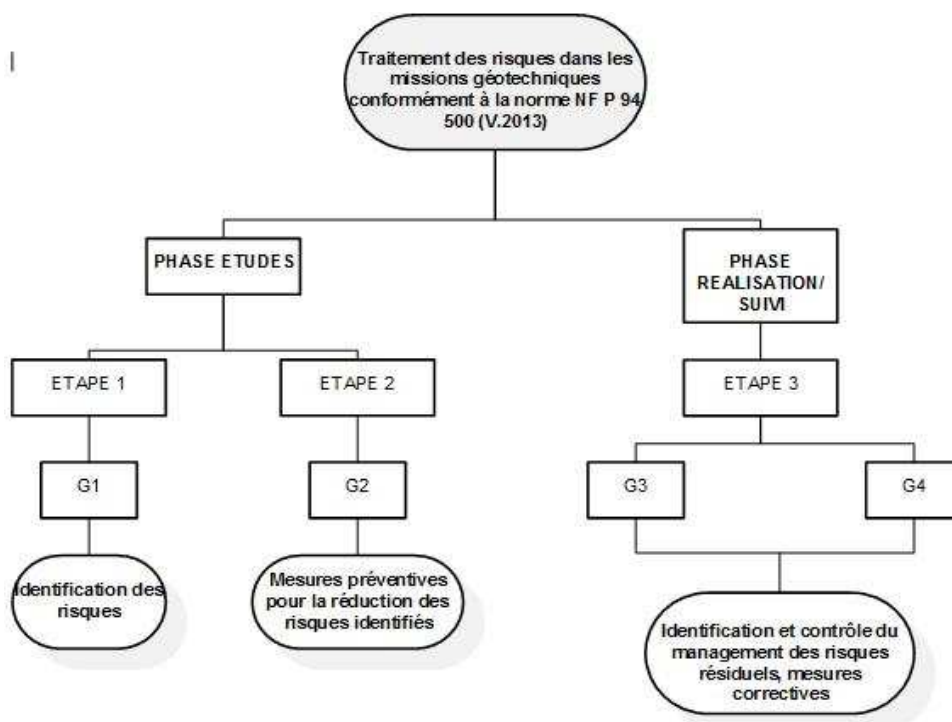 Traitement des risques dans les
missions géotechniques
conformément à la norme NF P 94
500 (V.2013)
PHASE ETUDES
PHASE
REALISATION/
SUIVI
ETAPE 1
ETAPE 2
ETAPE 3
G1
G2
G3
G4
Identification des
risques
Mesures préventives
pour la réduction des
risques identifiés
Identification et contrôle du
management des risques
résiduels, mesures
correctives